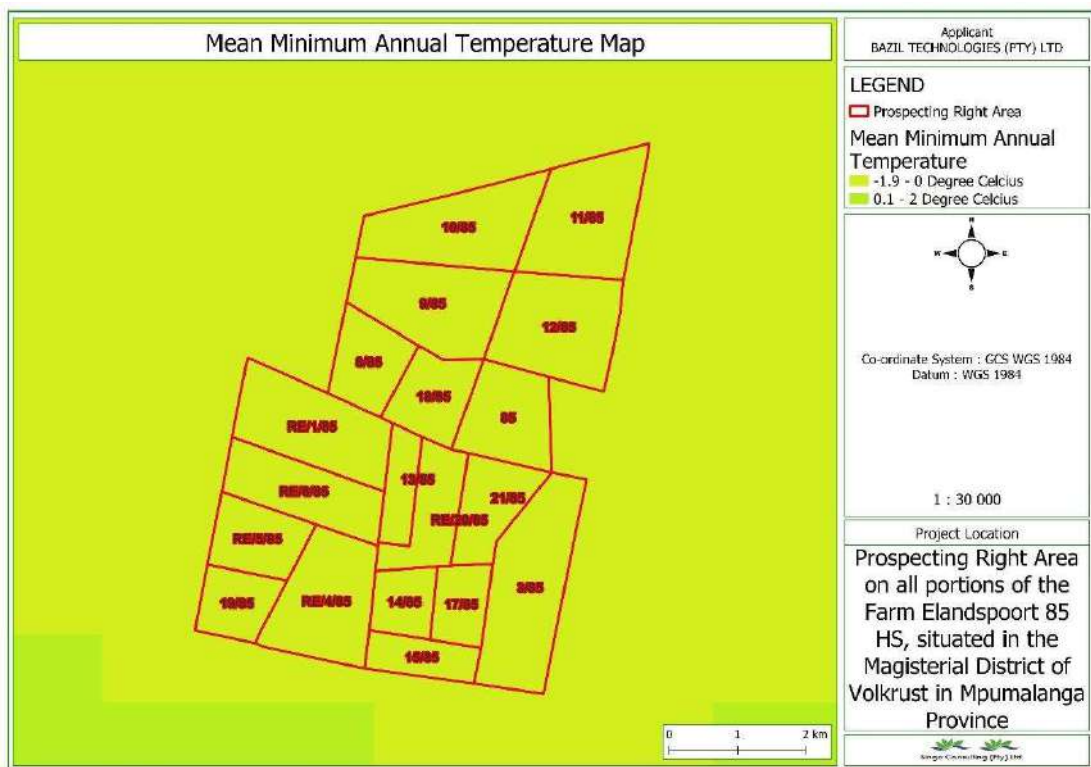 Mean Minimum Annual Temperature Map
Applicant
BAZIL TECHNOLOGIES (PTY) LTD
LEGEND
Prospecting Right Area
Mean Minimum Annual
Temperature
-1.9 - 0 Degree Celcius
0.1 - 2 Degree Celcius
N
W E
S
Co-ordinate System : GCS WGS 1984
Datum : WGS 1984
1 : 30 000
Project Location
Prospecting Right Area
on all portions of the
Farm Elandspoort 85
HS, situated in the
Magisterial District of
Volkrust in Mpumalanga
Province
Singo Consulting (Pty) Ltd
11/85
10/85
9/85
12/85
18/85
85
RE/1/85
13/85
21/85
RE/20/85
RE/5/85
3/85
19/85
RE/4/85
14/85
17/85
15/85
0 1 2 km